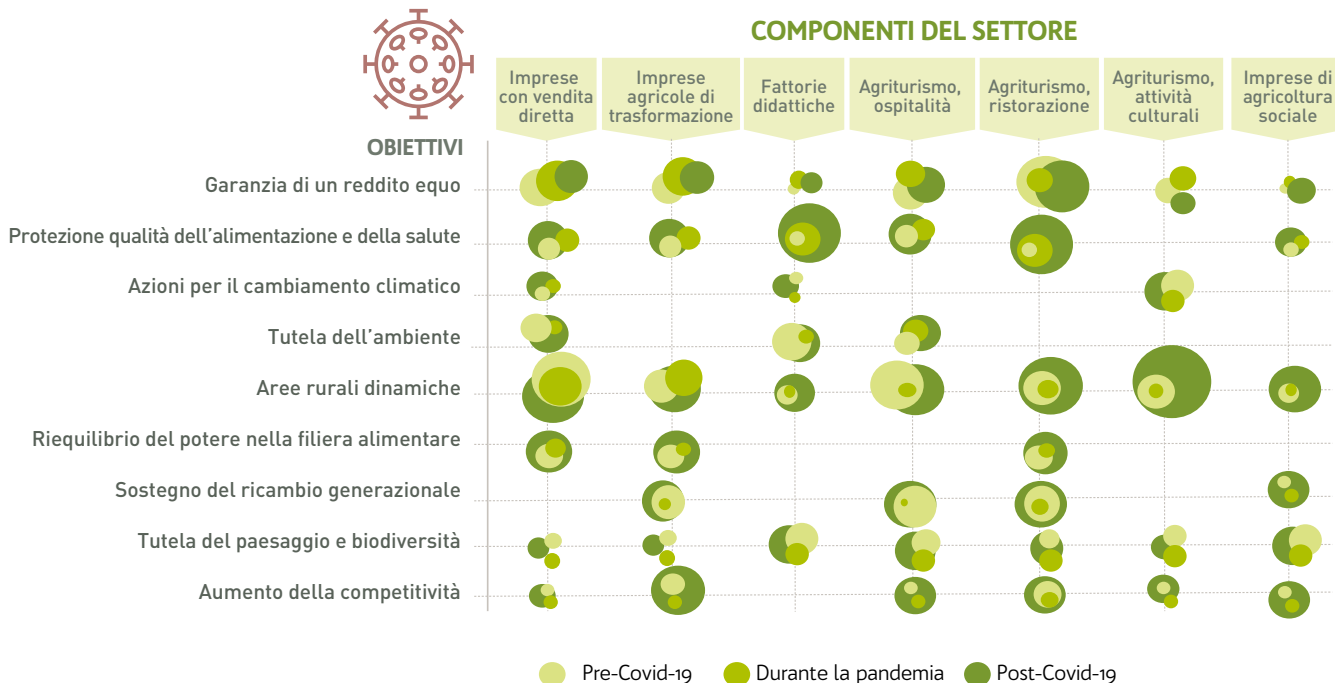 COMPONENTI DEL SETTORE
Imprese
con vendita
diretta
Imprese
agricole di
trasformazione
Fattorie
didattiche
Agriturismo,
ospitalità
Agriturismo,
ristorazione
Agriturismo,
attività
culturali
Imprese di
agricoltura
sociale
OBIETTIVI
Garanzia di un reddito equo
Protezione qualità dell'alimentazione e della salute
Azioni per il cambiamento climatico
Tutela dell'ambiente
Aree rurali dinamiche
Riequilibrio del potere nella filiera alimentare
Sostegno del ricambio generazionale
Tutela del paesaggio e biodiversità
Aumento della competitività
Pre-Covid-19
Durante la pandemia
Post-Covid-19